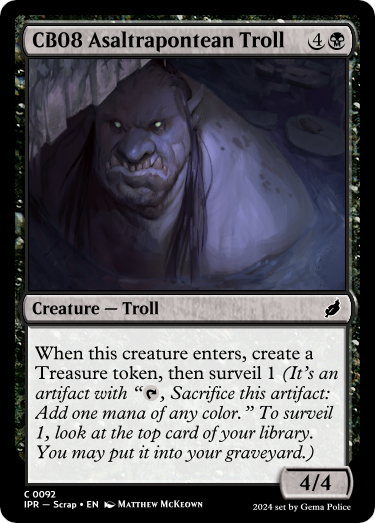 CB08 Asaltrapontean Troll 4
Creature — Troll
When this creature enters, create a
Treasure token, then surveil 1 (It's an
artifact with “, Sacrifice this artifact:
Add one mana of any color.” To surveil
1, look at the top card of your library.
You may put it into your graveyard.)
4/4
C 0092
IPR — Scrap • EN Matthew McKeown
2024 set by Gema Police